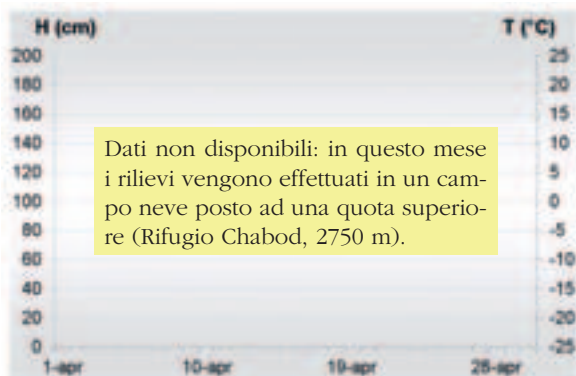 H (cm) T (°C)
200 25
180 20
160 15
140 10
120 5
100 0
80 -5
60 -10
40 -15
20 -20
0 -25
Dati non disponibili: in questo mese
i rilievi vengono effettuati in un cam-
po neve posto ad una quota superio-
re (Rifugio Chabod, 2750 m).
1-apr 10-apr 19-apr 28-apr